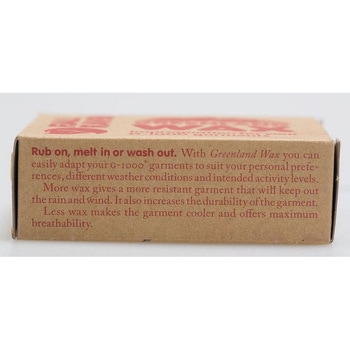 WAX
Rub on, melt in or wash out. With Greenland Wax you can
easily adapt your G-1000® garments to suit your personal prefe-
rences, different weather conditions and intended activity levels.
More wax gives a more resistant garment that will keep out
the rain and wind. It also increases the durability of the garment.
Less wax makes the garment cooler and offers maximum
breathability.